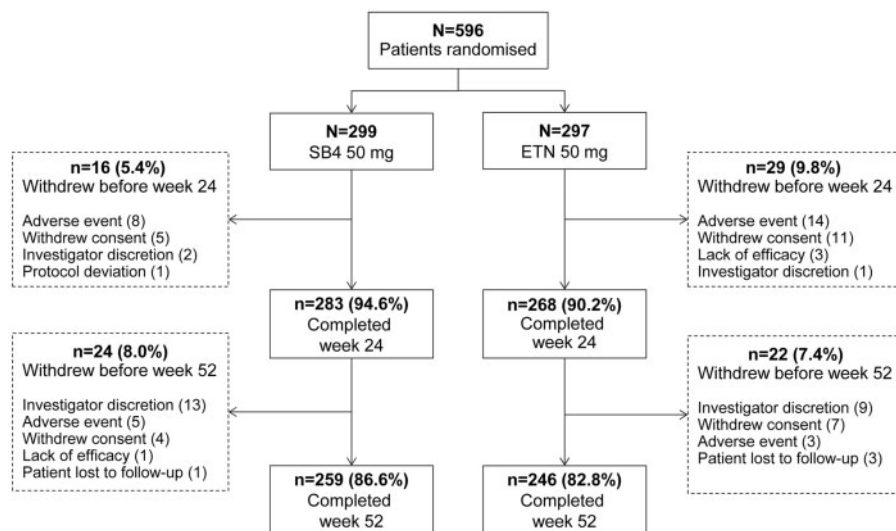 N=596
Patients randomised
N=299
SB4 50 mg
N=297
ETN 50 mg
n=16 (5.4%)
Withdrew before week 24
Adverse event (8)
Withdrew consent (5)
Investigator discretion (2)
Protocol deviation (1)
n=29 (9.8%)
Withdrew before week 24
Adverse event (14)
Withdrew consent (11)
Lack of efficacy (3)
Investigator discretion (1)
n=283 (94.6%)
Completed
week 24
n=268 (90.2%)
Completed
week 24
n=24 (8.0%)
Withdrew before week 52
Investigator discretion (13)
Adverse event (5)
Withdrew consent (4)
Lack of efficacy (1)
Patient lost to follow-up (1)
n=22 (7.4%)
Withdrew before week 52
Investigator discretion (9)
Withdrew consent (7)
Adverse event (3)
Patient lost to follow-up (3)
n=259 (86.6%)
Completed
week 52
n=246 (82.8%)
Completed
week 52